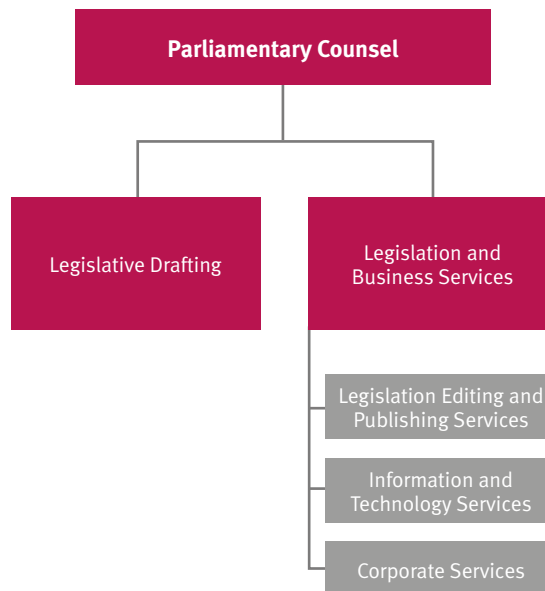 Parliamentary Counsel
Legislative Drafting
Legislation and
Business Services
Legislation Editing and
Publishing Services
Information and
Technology Services
Corporate Services